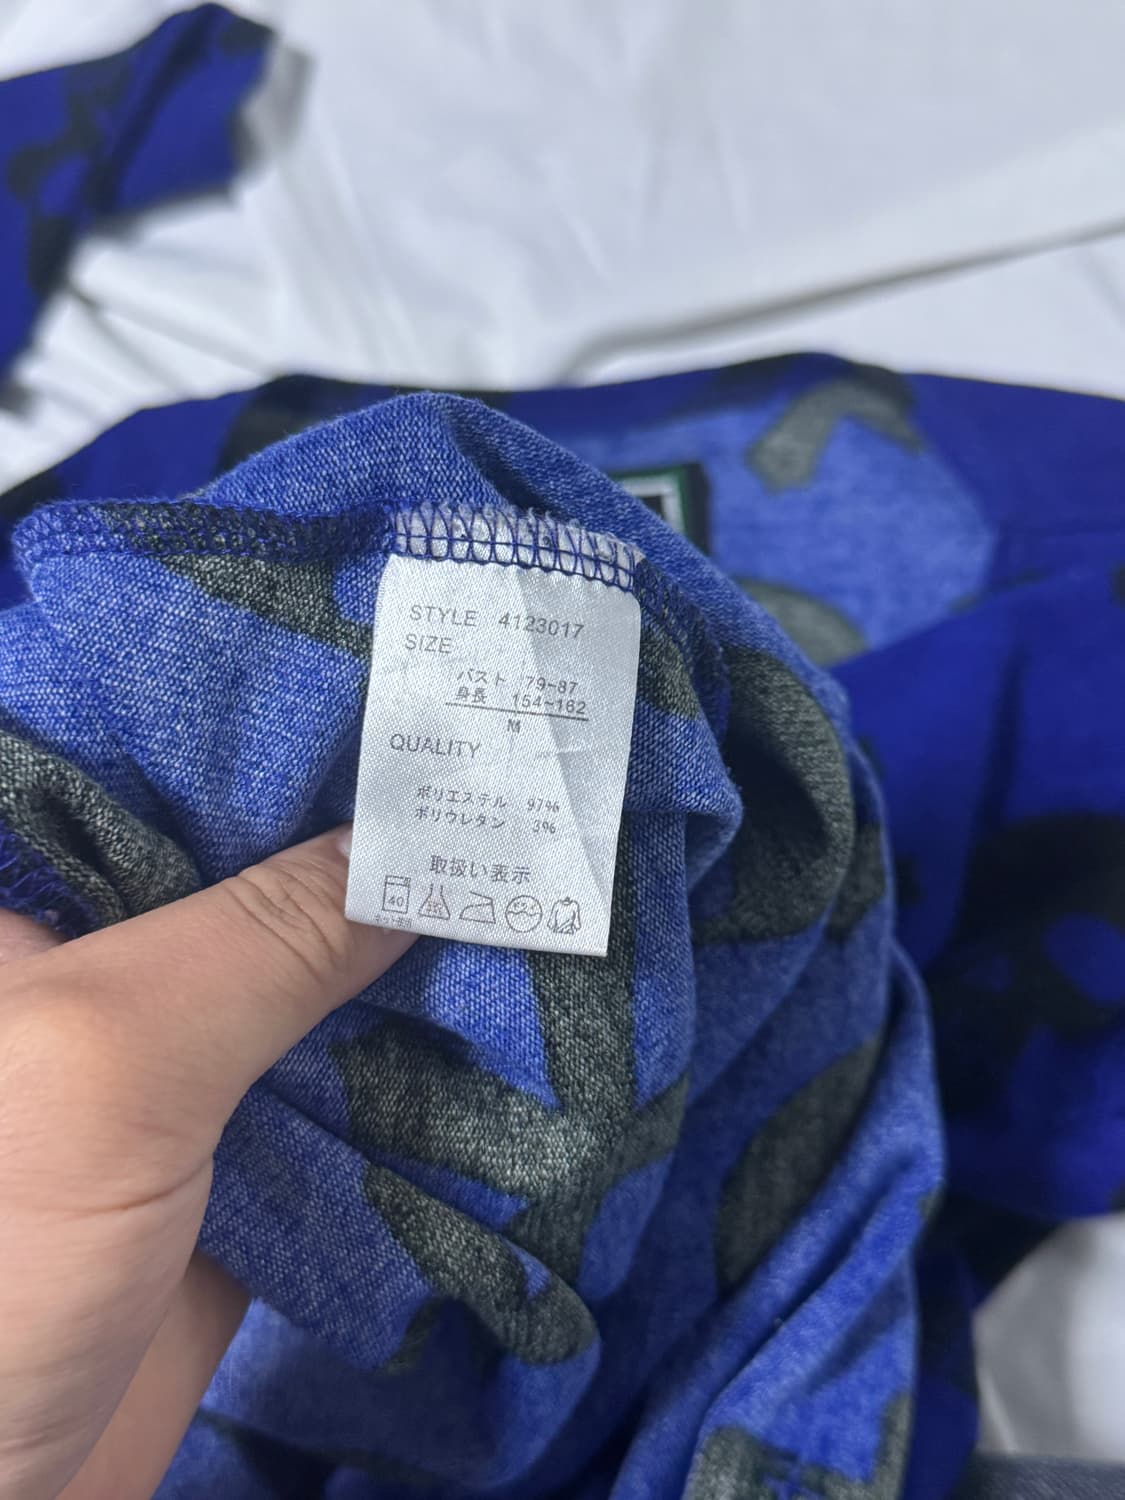 STYLE 4123017
SIZE
バスト 79~87
身長 154~162
M
QUALITY
ポリエステル 97%
ポリウレタン 3%
取扱い表示
40